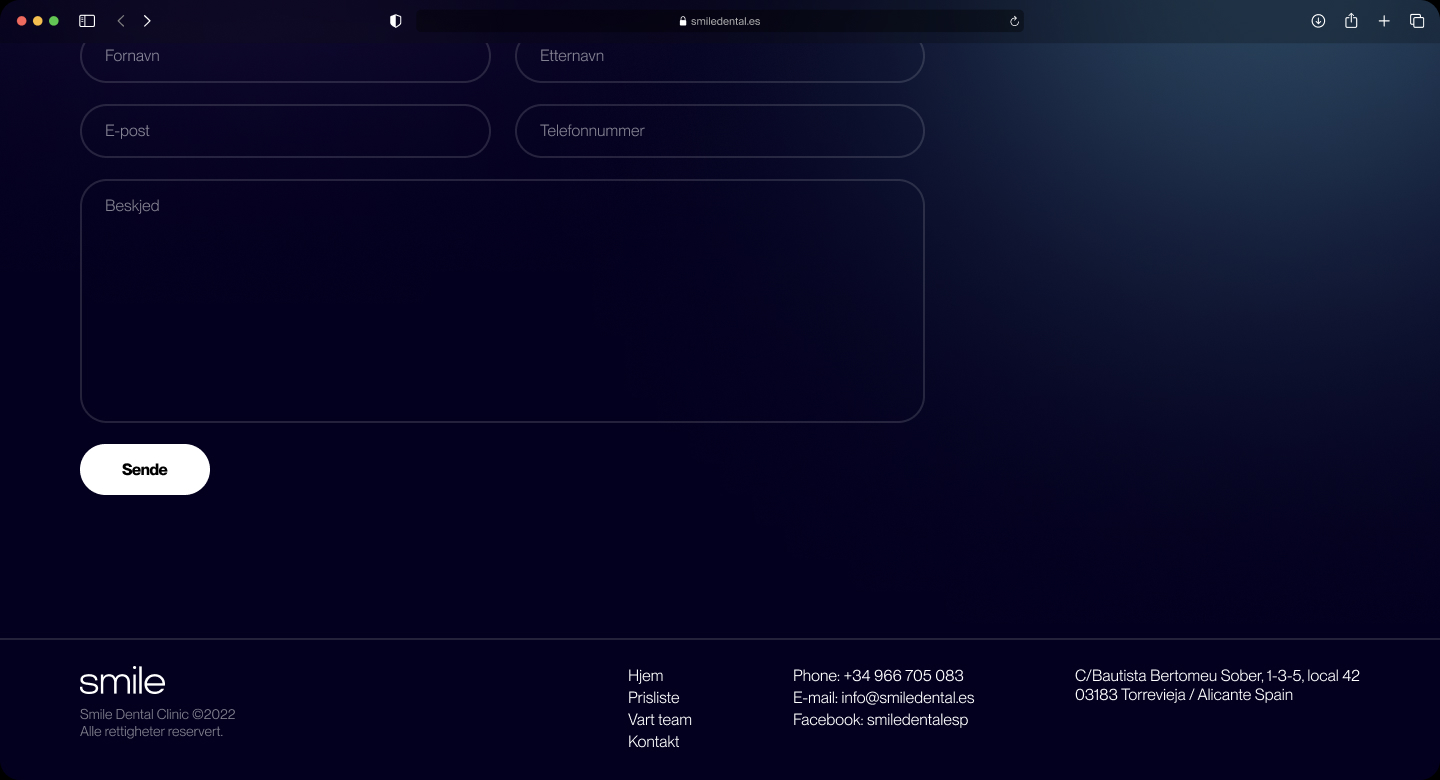 smiledental.es
Fornavn
Etternavn
E-post
Telefonnummer
Beskjed
Sende
smile
Smile Dental Clinic ©2022
Alle rettigheter reservert.
Hjem
Prisliste
Vart team
Kontakt
Phone: +34 966 705 083
E-mail: info@smiledental.es
Facebook: smiledentalesp
C/Bautista Bertomeu Sober, 1-3-5, local 42
03183 Torrevieja / Alicante Spain